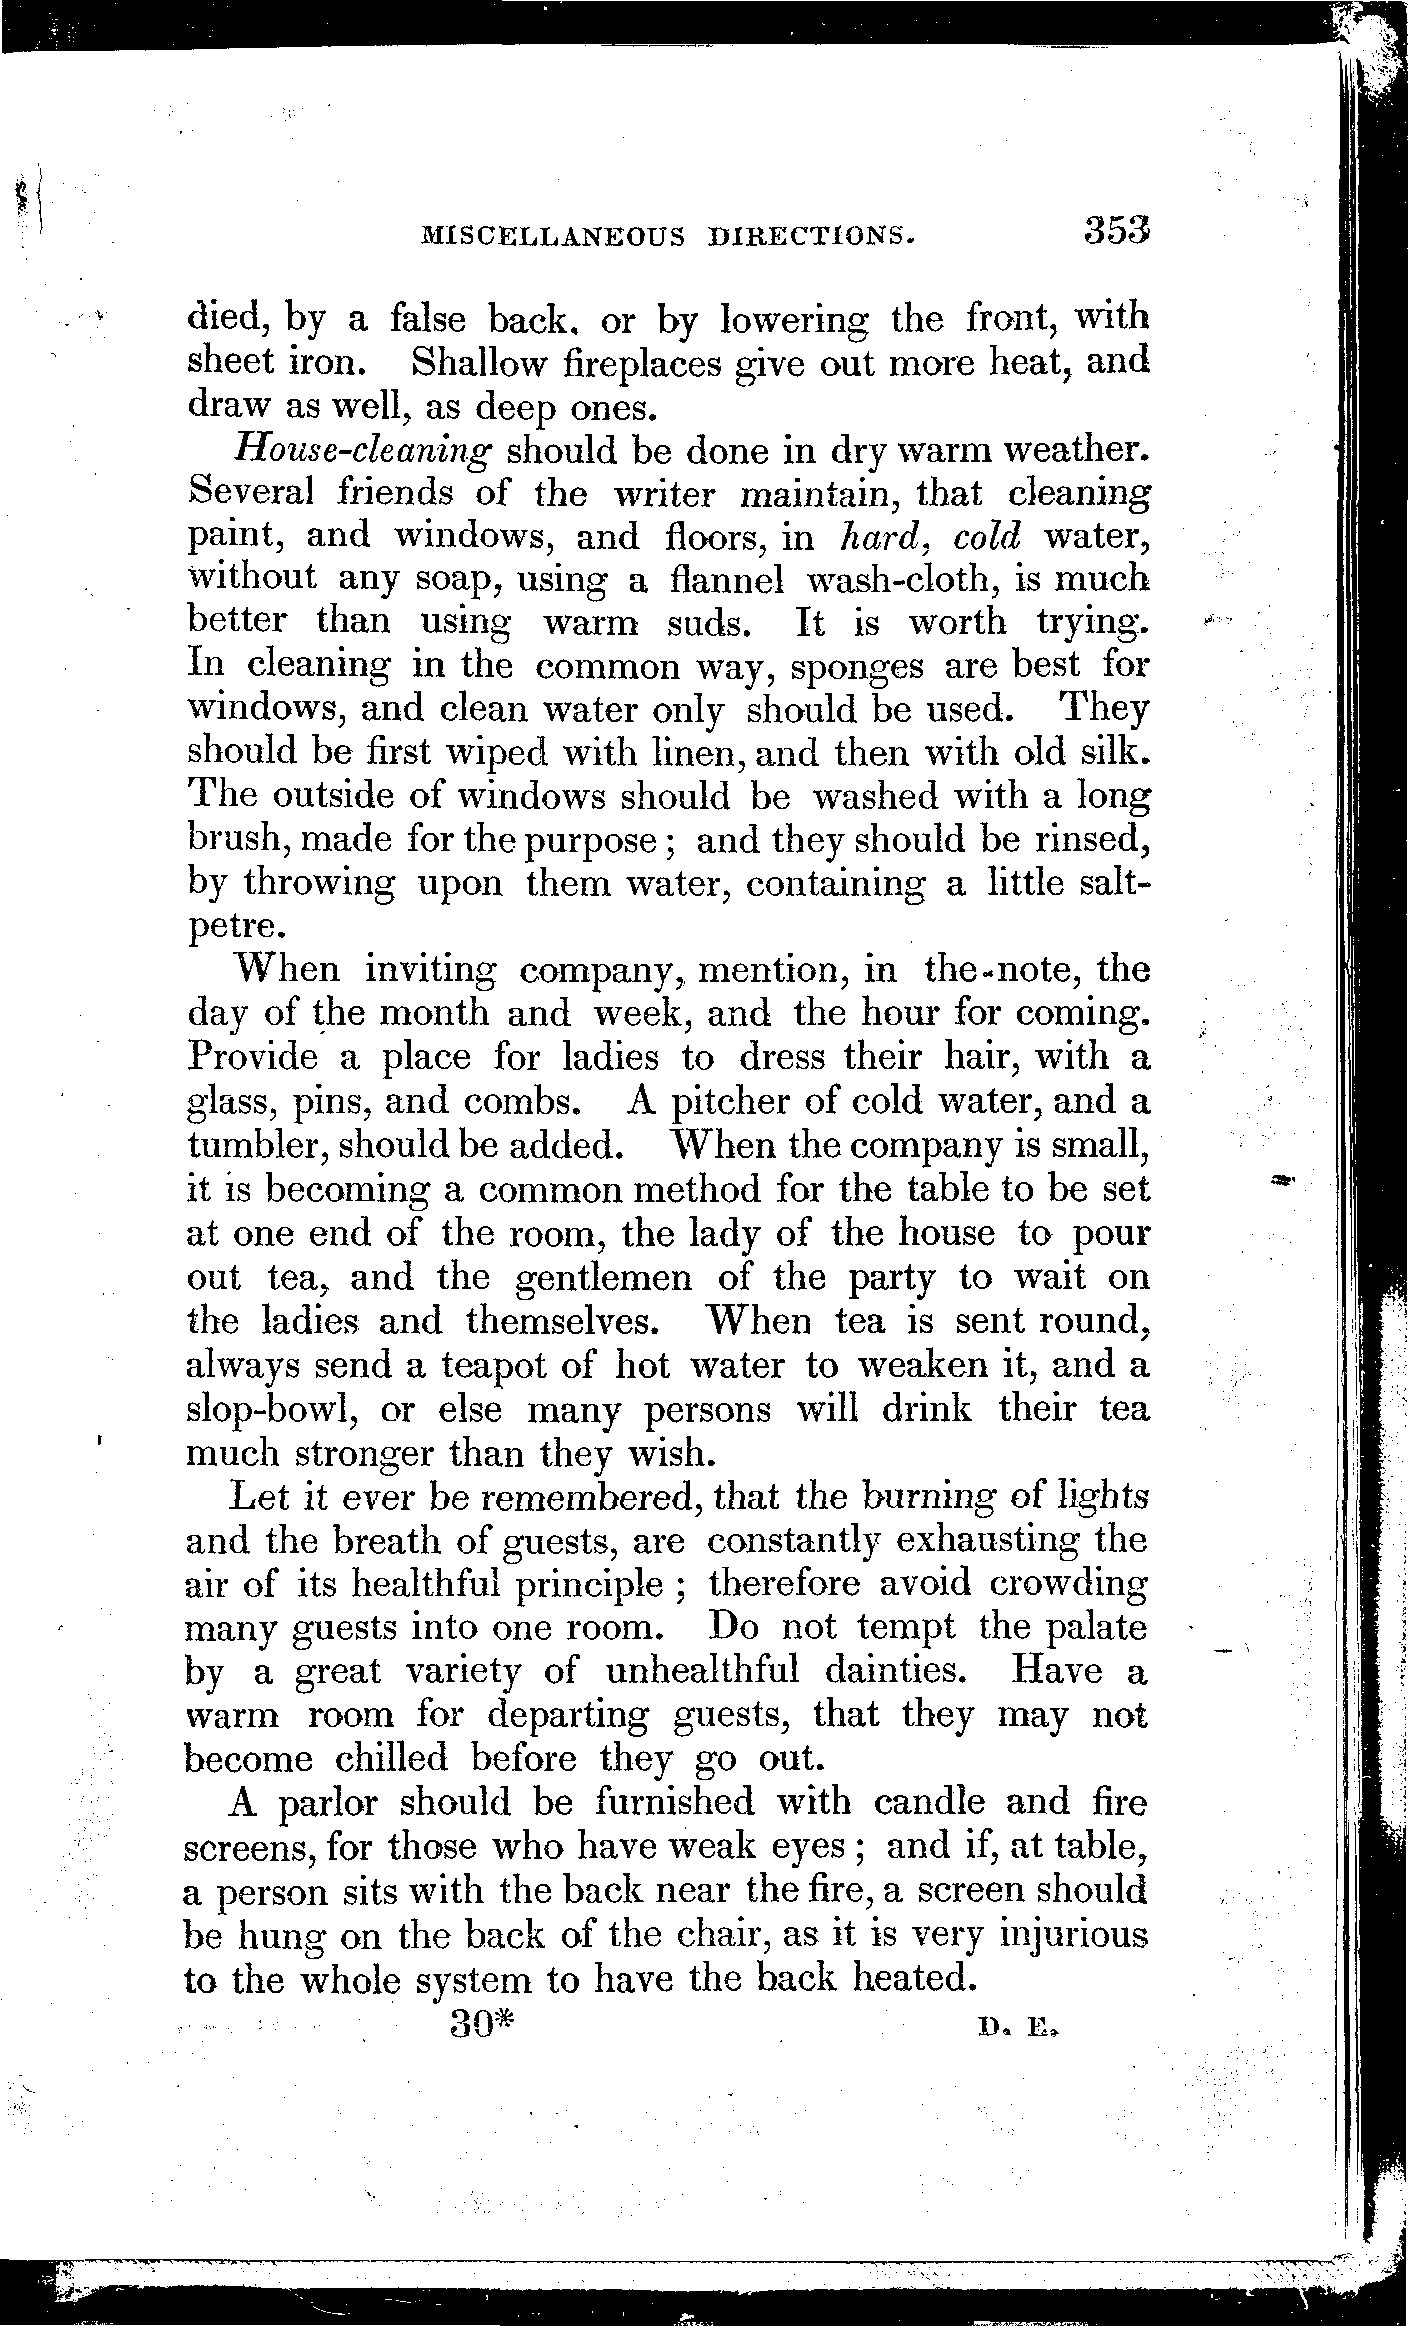 MISCELLANEOUS DIRECTIONS. 353
died, by a false back. or by lowering the front, with
sheet iron. Shallow fireplaces give out more heat, and
draw as well, as deep ones.
House-cleaning should be done in dry warm weather.
Several friends of the writer maintain, that cleaning
paint, and windows, and floors, in hard, cold water,
without any soap, using a flannel wash-cloth, is much
better than using warm suds. It is worth trying.
In cleaning in the common way, sponges are best for
windows, and clean water only should be used. They
should be first wiped with linen, and then with old silk.
The outside of windows should be washed with a long
brush, made for the purpose; and they should be rinsed,
by throwing upon them water, containing a little salt-
petre.
When inviting company, mention, in the note, the
day of the month and week, and the hour for coming.
Provide a place for ladies to dress their hair, with a
glass, pins, and combs. A pitcher of cold water, and a
tumbler, should be added. When the company is small,
it is becoming a common method for the table to be set
at one end of the room, the lady of the house to pour
out tea, and the gentlemen of the party to wait on
the ladies and themselves. When tea is sent round,
always send a teapot of hot water to weaken it, and a
slop-bowl, or else many persons will drink their tea
much stronger than they wish.
Let it ever be remembered, that the burning of lights
and the breath of guests, are constantly exhausting the
air of its healthful principle; therefore avoid crowding
many guests into one room. Do not tempt the palate
by a great variety of unhealthful dainties. Have a
warm room for departing guests, that they may not
become chilled before they go out.
A parlor should be furnished with candle and fire
screens, for those who have weak eyes; and if, at table,
a person sits with the back near the fire, a screen should
be hung on the back of the chair, as it is very injurious
to the whole system to have the back heated.
30* D. E.